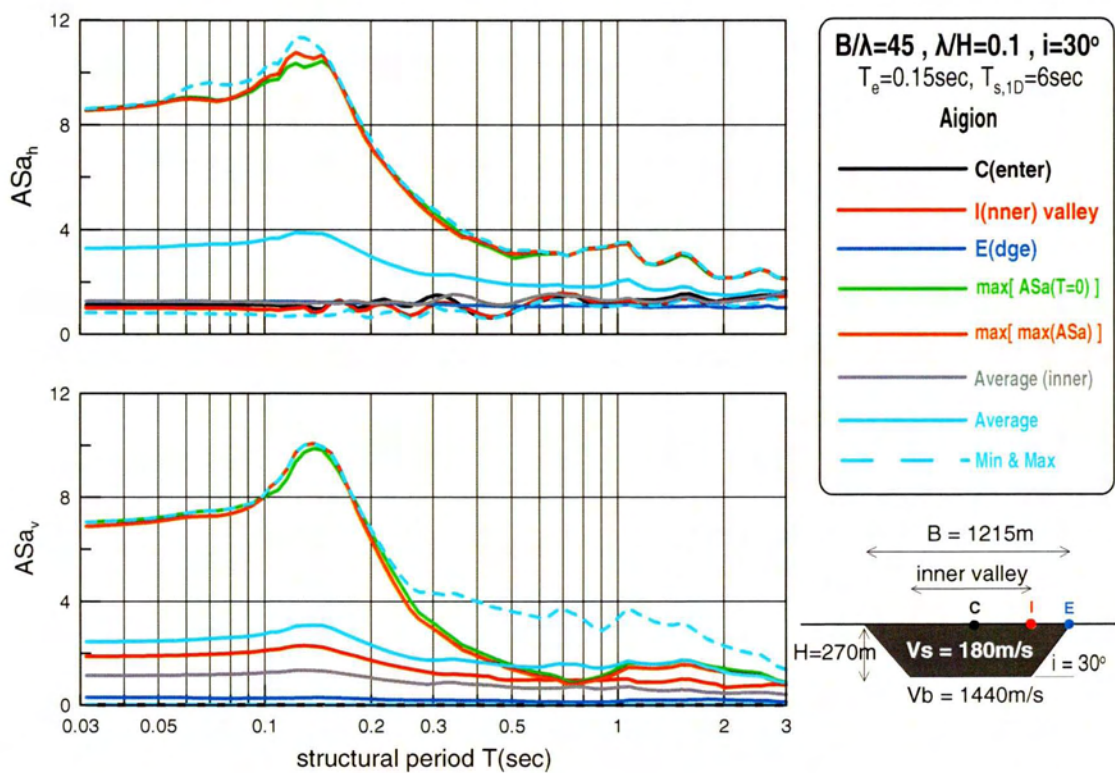 12
8
4
0
ASa_h
12
8
4
0
ASa_v
0.03 0.05 0.1 0.2 0.3 0.5 1 2 3
structural period T(sec)
B/λ=45 , λ/H=0.1 , i=30°
T_e=0.15sec, T_s,1D=6sec
Aigion
C(enter)
I(nner) valley
E(dge)
max[ ASa(T=0) ]
max[ max(ASa) ]
Average (inner)
Average
Min & Max
B = 1215m
inner valley
C I E
H=270m
Vs = 180m/s
i = 30°
Vb = 1440m/s